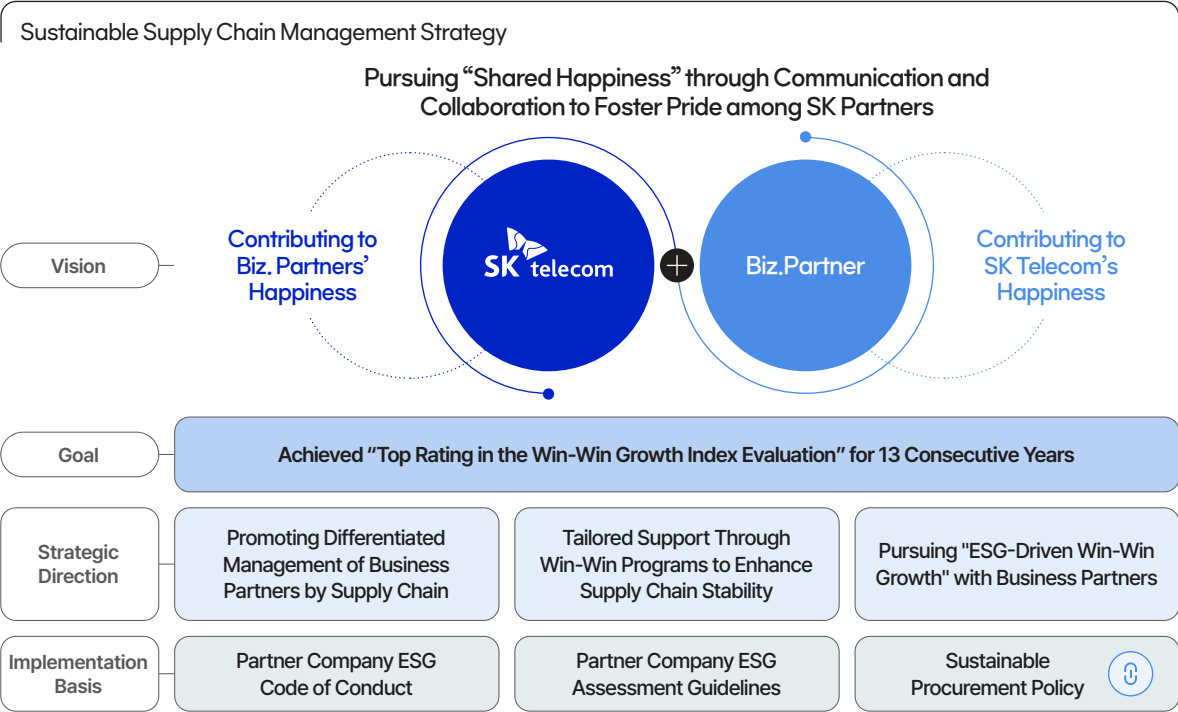 Sustainable Supply Chain Management Strategy
Pursuing “Shared Happiness” through Communication and
Collaboration to Foster Pride among SK Partners
Vision
Contributing to
Biz. Partners’
Happiness
SK telecom
Biz.Partner
Contributing to
SK Telecom’s
Happiness
Goal
Achieved “Top Rating in the Win-Win Growth Index Evaluation” for 13 Consecutive Years
Strategic
Direction
Promoting Differentiated
Management of Business
Partners by Supply Chain
Tailored Support Through
Win-Win Programs to Enhance
Supply Chain Stability
Pursuing "ESG-Driven Win-Win
Growth" with Business Partners
Implementation
Basis
Partner Company ESG
Code of Conduct
Partner Company ESG
Assessment Guidelines
Sustainable
Procurement Policy